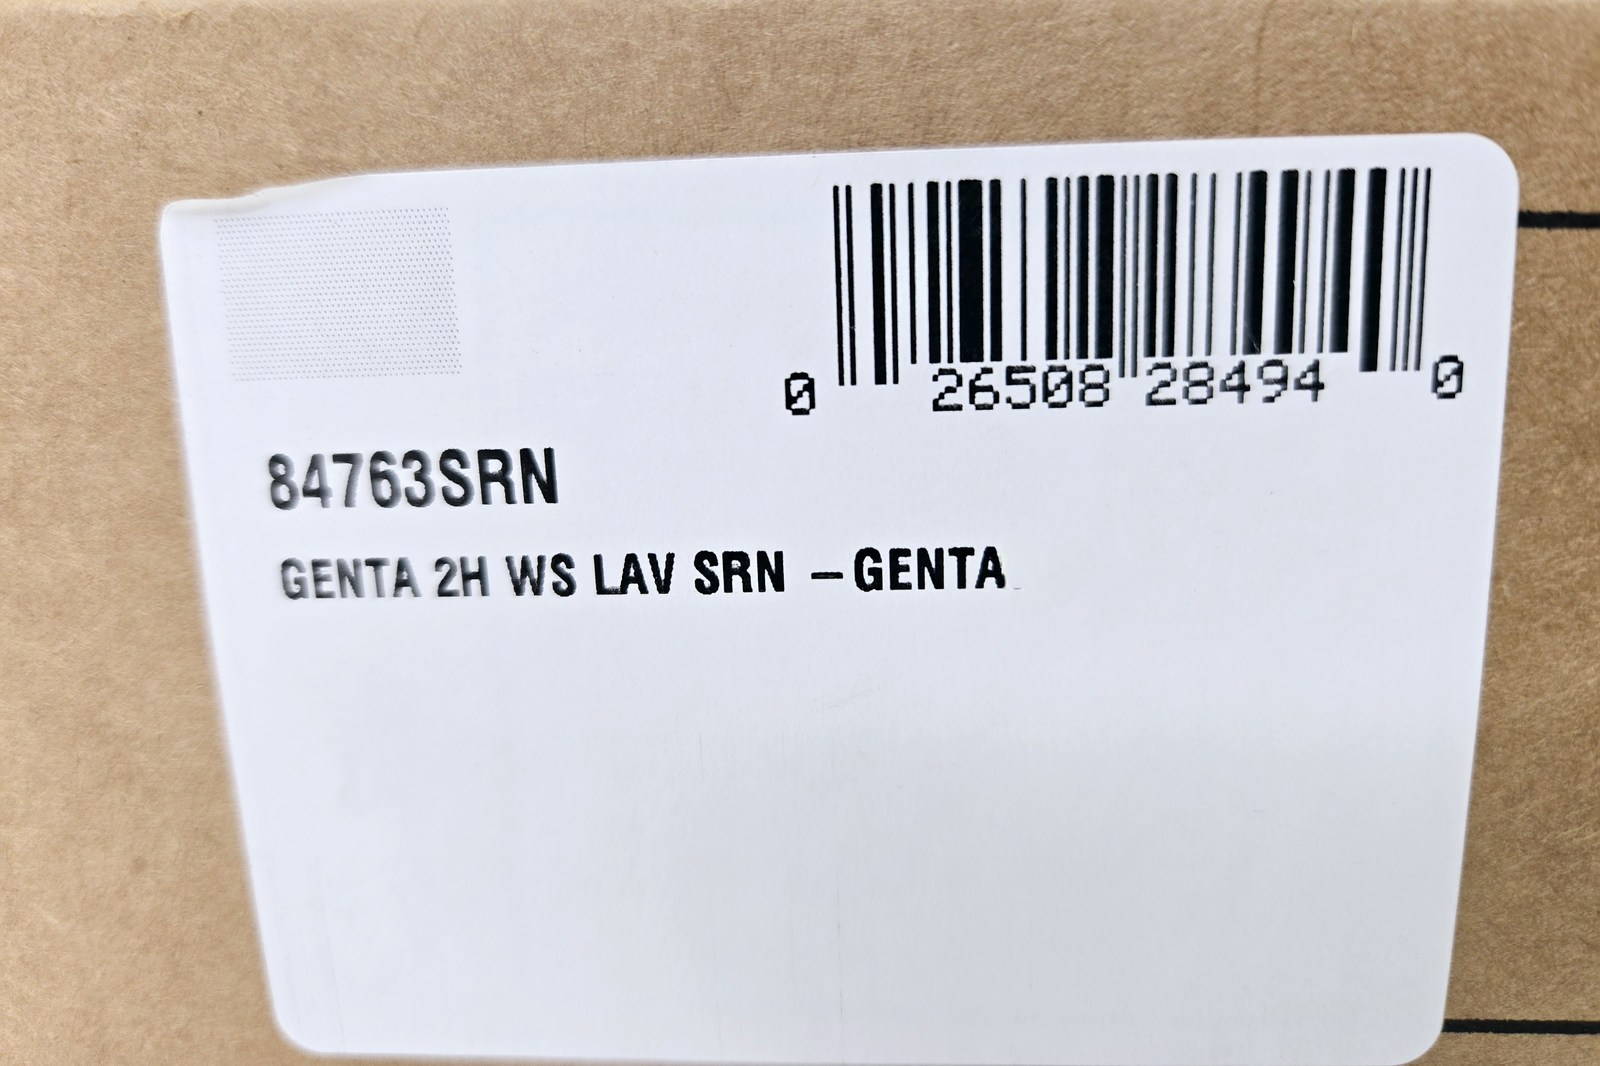 0 26508 28494 0
84763SRN
GENTA 2H WS LAV SRN – GENTA